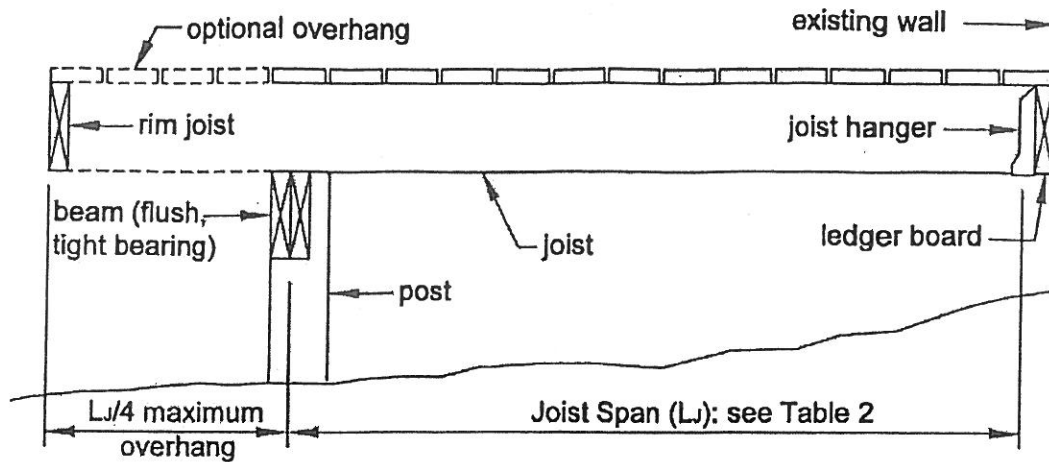 existing wall
optional overhang
rim joist
joist hanger
beam (flush,
tight bearing)
joist
ledger board
post
LJ/4 maximum
overhang
Joist Span (LJ): see Table 2